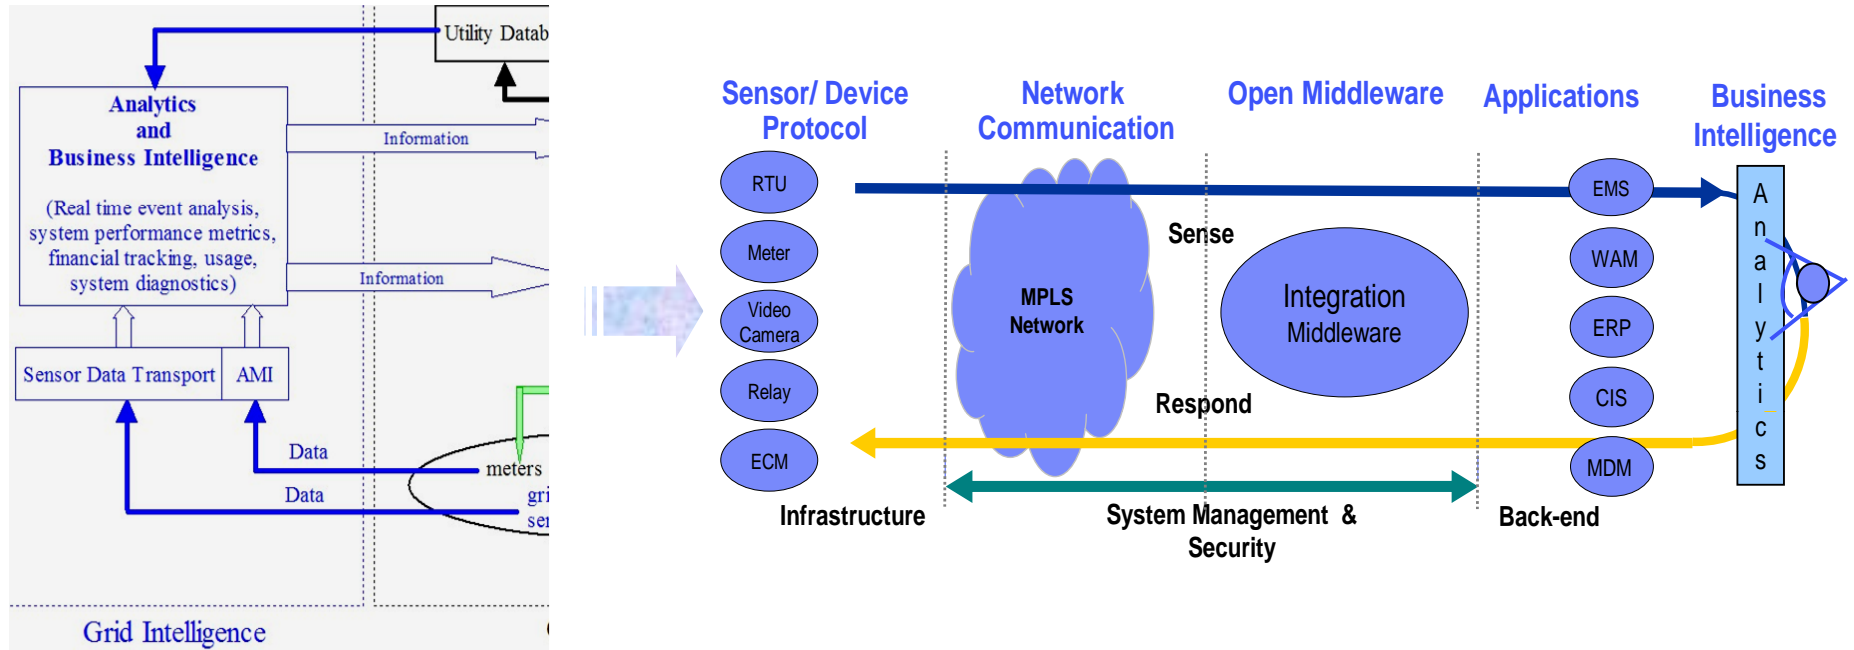 Utility Datab
Analytics
and
Business Intelligence
(Real time event analysis,
system performance metrics,
financial tracking, usage,
system diagnostics)
Information
Information
Sensor Data Transport
AMI
Data
Data
meters
gri
ser
Grid Intelligence
Sensor/ Device
Protocol
Network
Communication
Open Middleware
Applications
Business
Intelligence
RTU
Meter
Video
Camera
Relay
ECM
MPLS
Network
Sense
Integration
Middleware
Respond
EMS
WAM
ERP
CIS
MDM
A
n
a
l
y
t
i
c
s
Infrastructure
System Management &
Security
Back-end